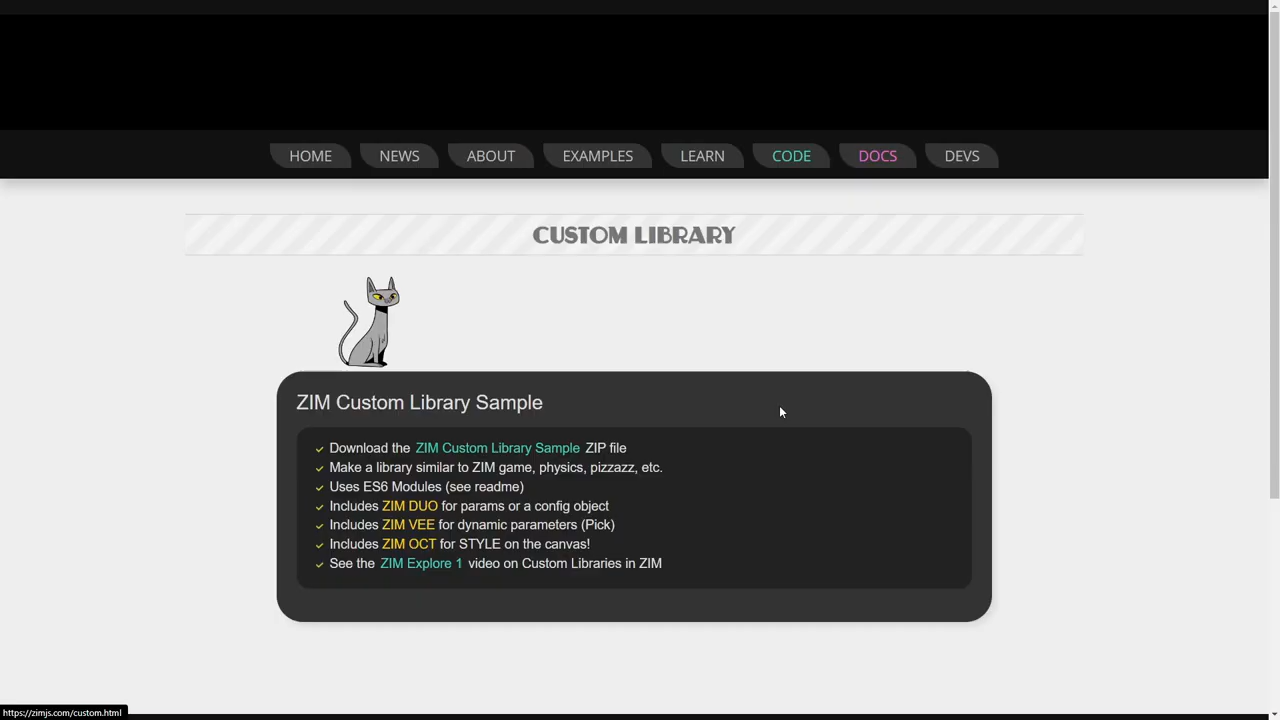 HOME NEWS ABOUT EXAMPLES LEARN CODE DOCS DEVS
CUSTOM LIBRARY
ZIM Custom Library Sample
Download the ZIM Custom Library Sample ZIP file
Make a library similar to ZIM game, physics, pizzazz, etc.
Uses ES6 Modules (see readme)
Includes ZIM DUO for params or a config object
Includes ZIM VEE for dynamic parameters (Pick)
Includes ZIM OCT for STYLE on the canvas!
See the ZIM Explore 1 video on Custom Libraries in ZIM
https://zimjs.com/custom.html